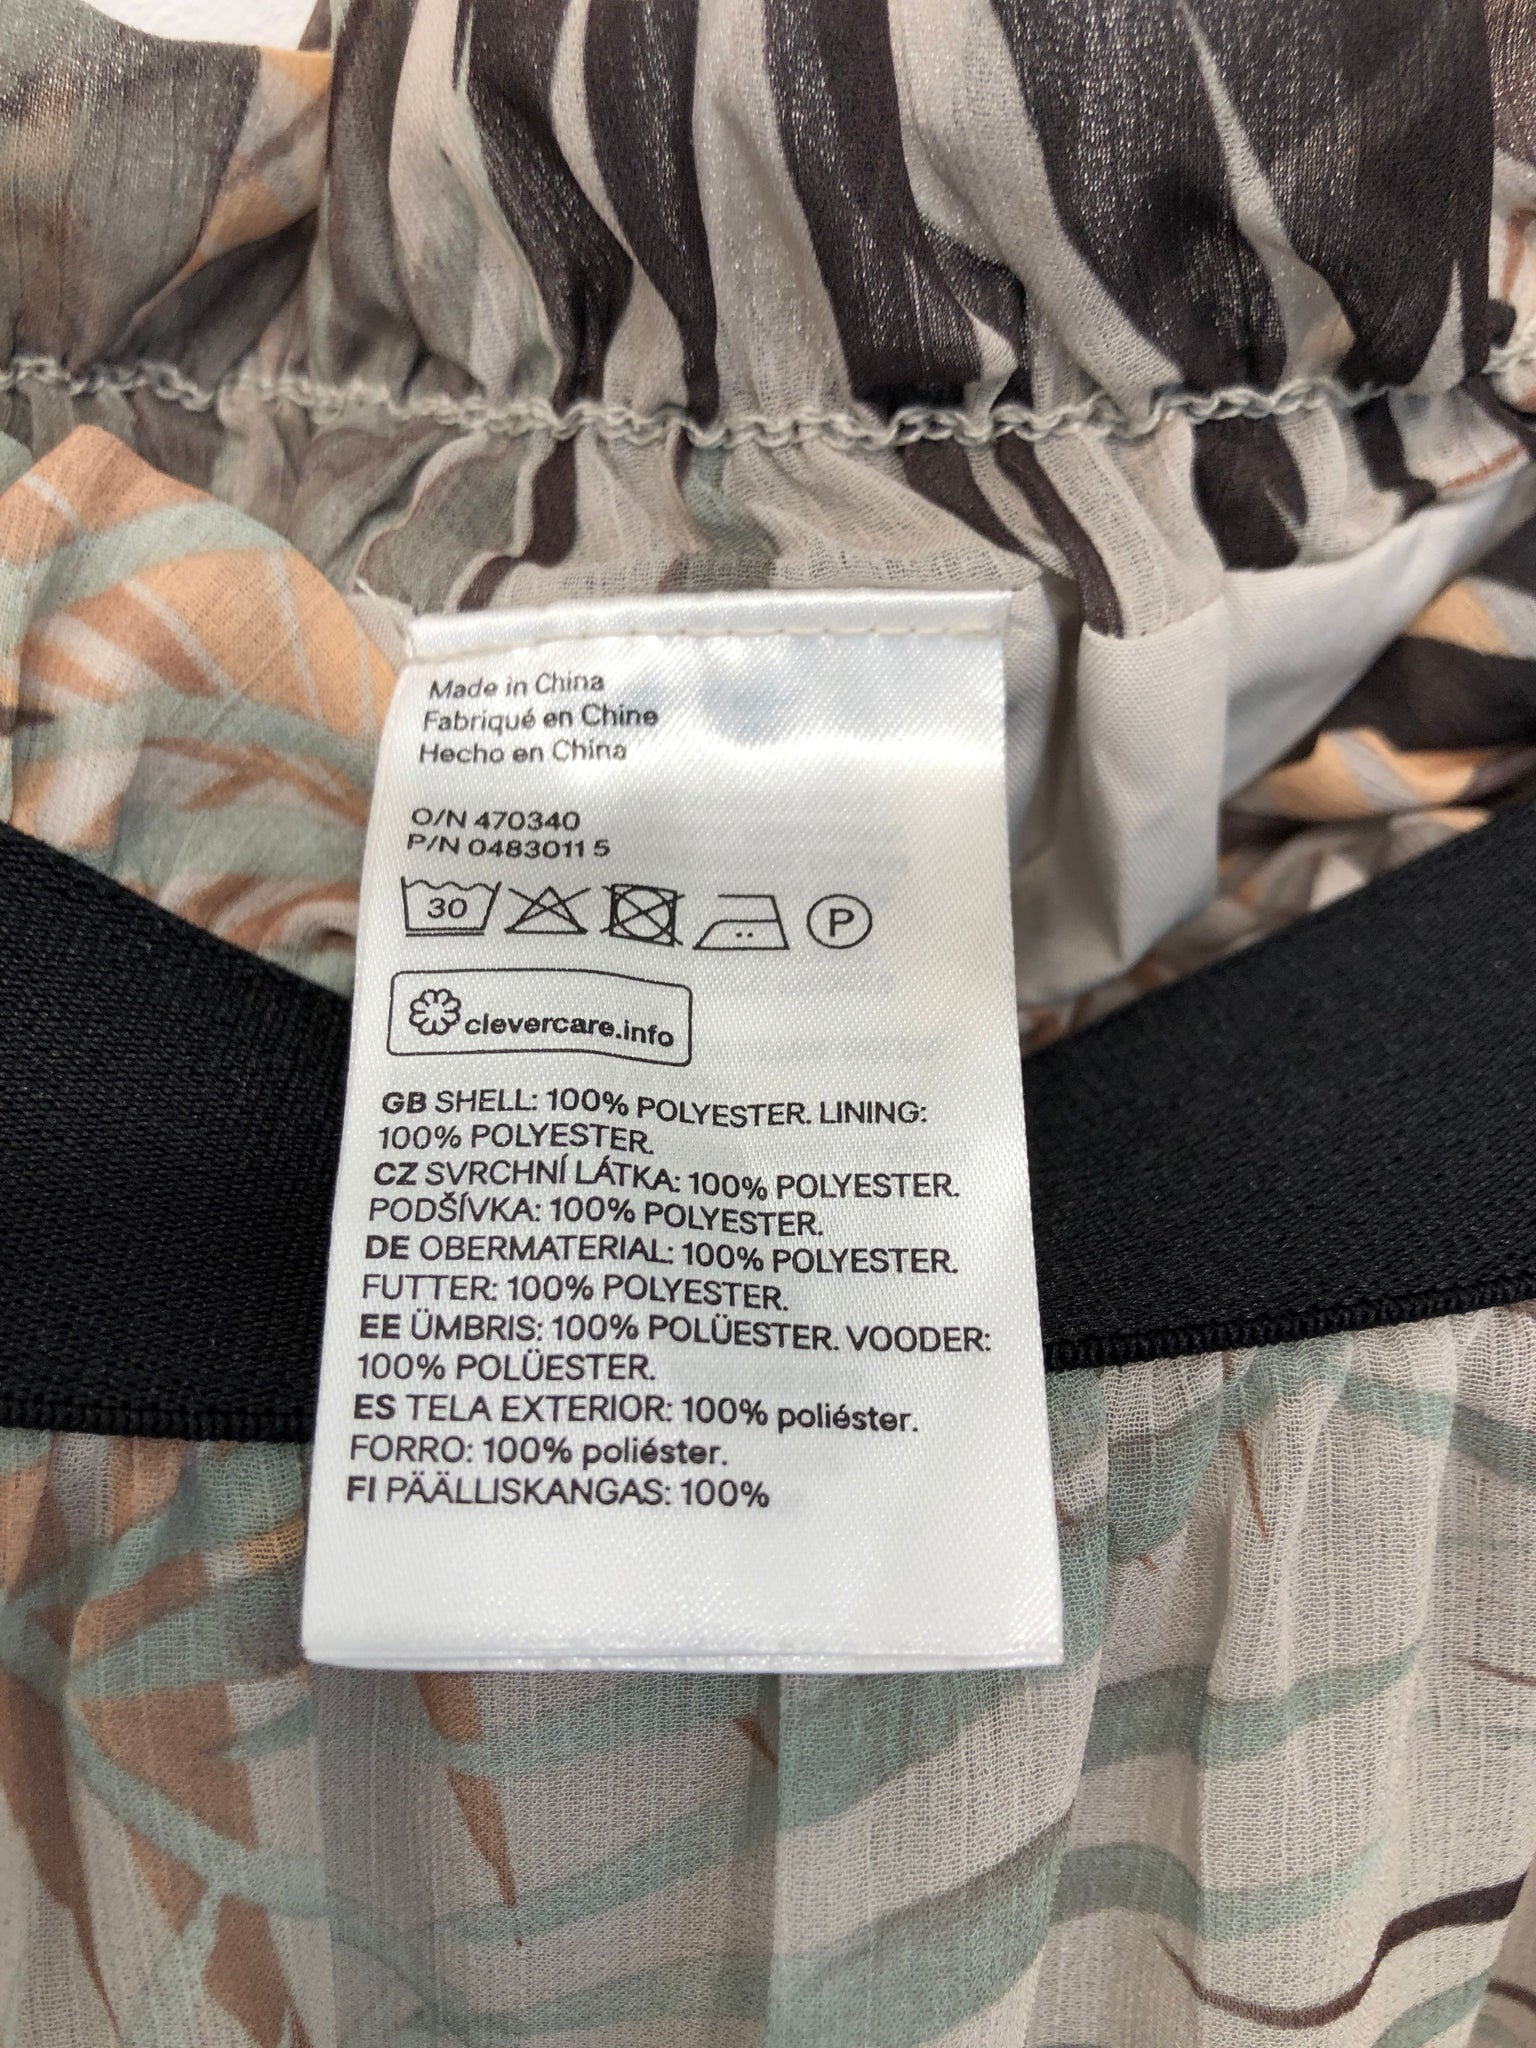 Made in China
Fabriqué en Chine
Hecho en China
O/N 470340
P/N 0483011 5
30 P
clevercare.info
GB SHELL: 100% POLYESTER. LINING:
100% POLYESTER.
CZ SVRCHNÍ LÁTKA: 100% POLYESTER.
PODŠÍVKA: 100% POLYESTER.
DE OBERMATERIAL: 100% POLYESTER.
FUTTER: 100% POLYESTER.
EE ÜMBRIS: 100% POLÜESTER. VOODER:
100% POLÜESTER.
ES TELA EXTERIOR: 100% poliéster.
FORRO: 100% poliéster.
FI PÄÄLLISKANGAS: 100%